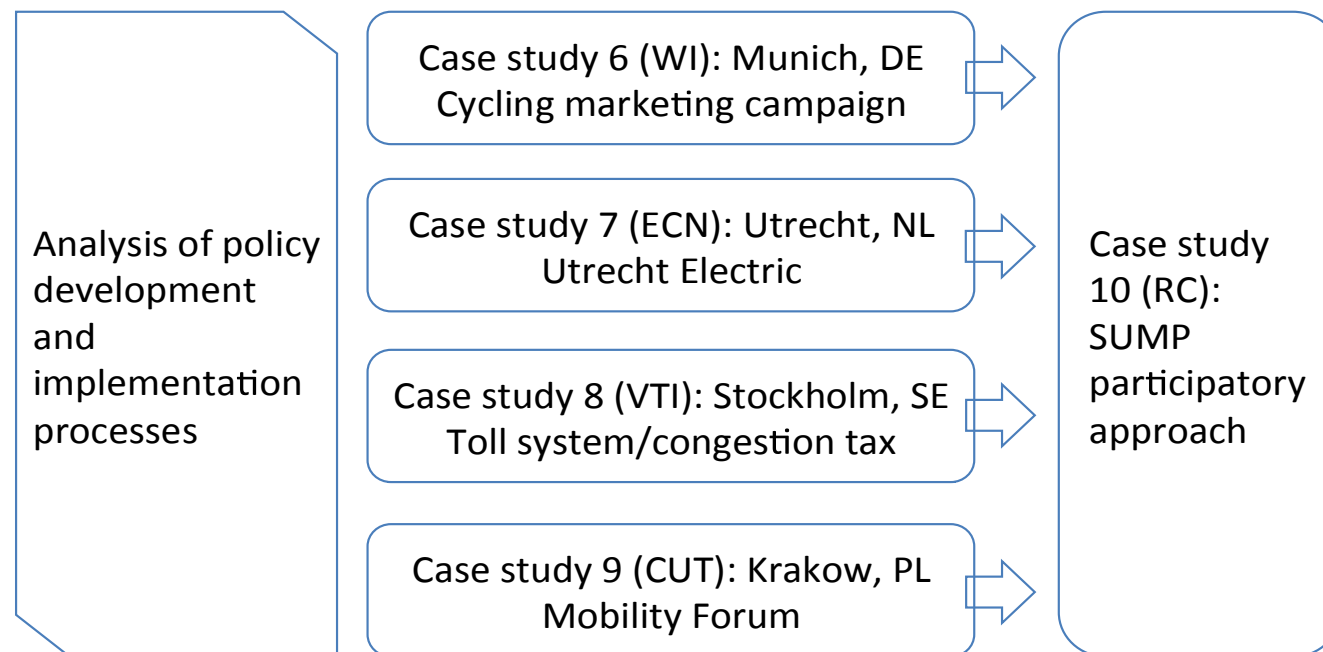 Analysis of policy
development
and
implementation
processes
Case study 6 (WI): Munich, DE
Cycling marketing campaign
Case study 7 (ECN): Utrecht, NL
Utrecht Electric
Case study 8 (VTI): Stockholm, SE
Toll system/congestion tax
Case study 9 (CUT): Krakow, PL
Mobility Forum
Case study
10 (RC):
SUMP
participatory
approach